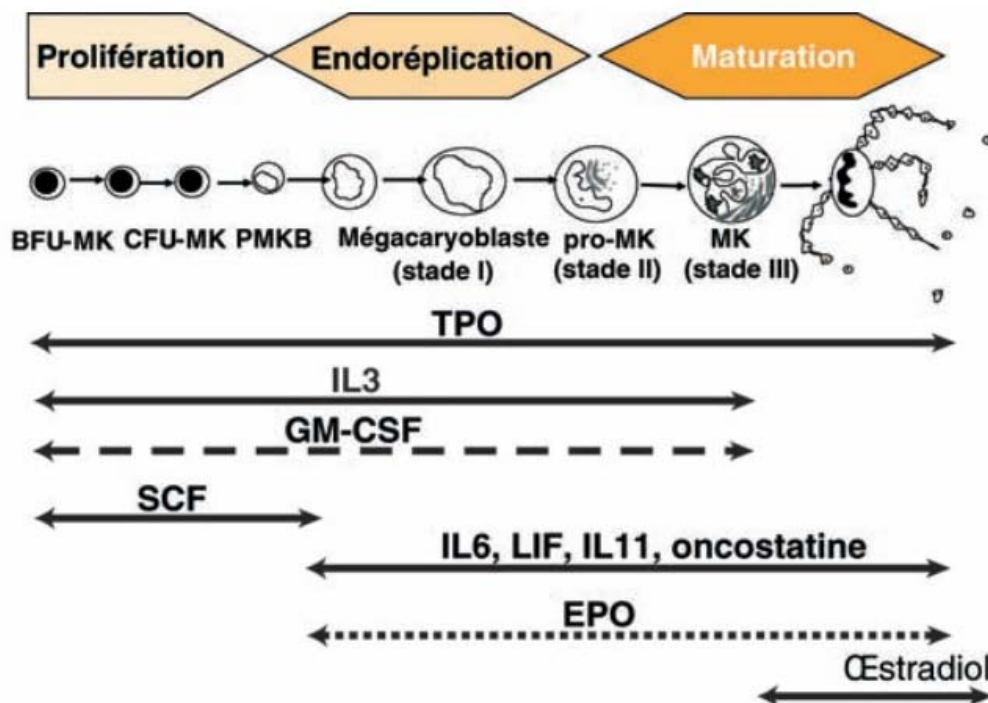 Prolifération Endoréplication Maturation
BFU-MK CFU-MK PMKB Mégacaryoblaste pro-MK MK
(stade I) (stade II) (stade III)
TPO
IL3
GM-CSF
SCF
IL6, LIF, IL11, oncostatine
EPO
Œstradiol